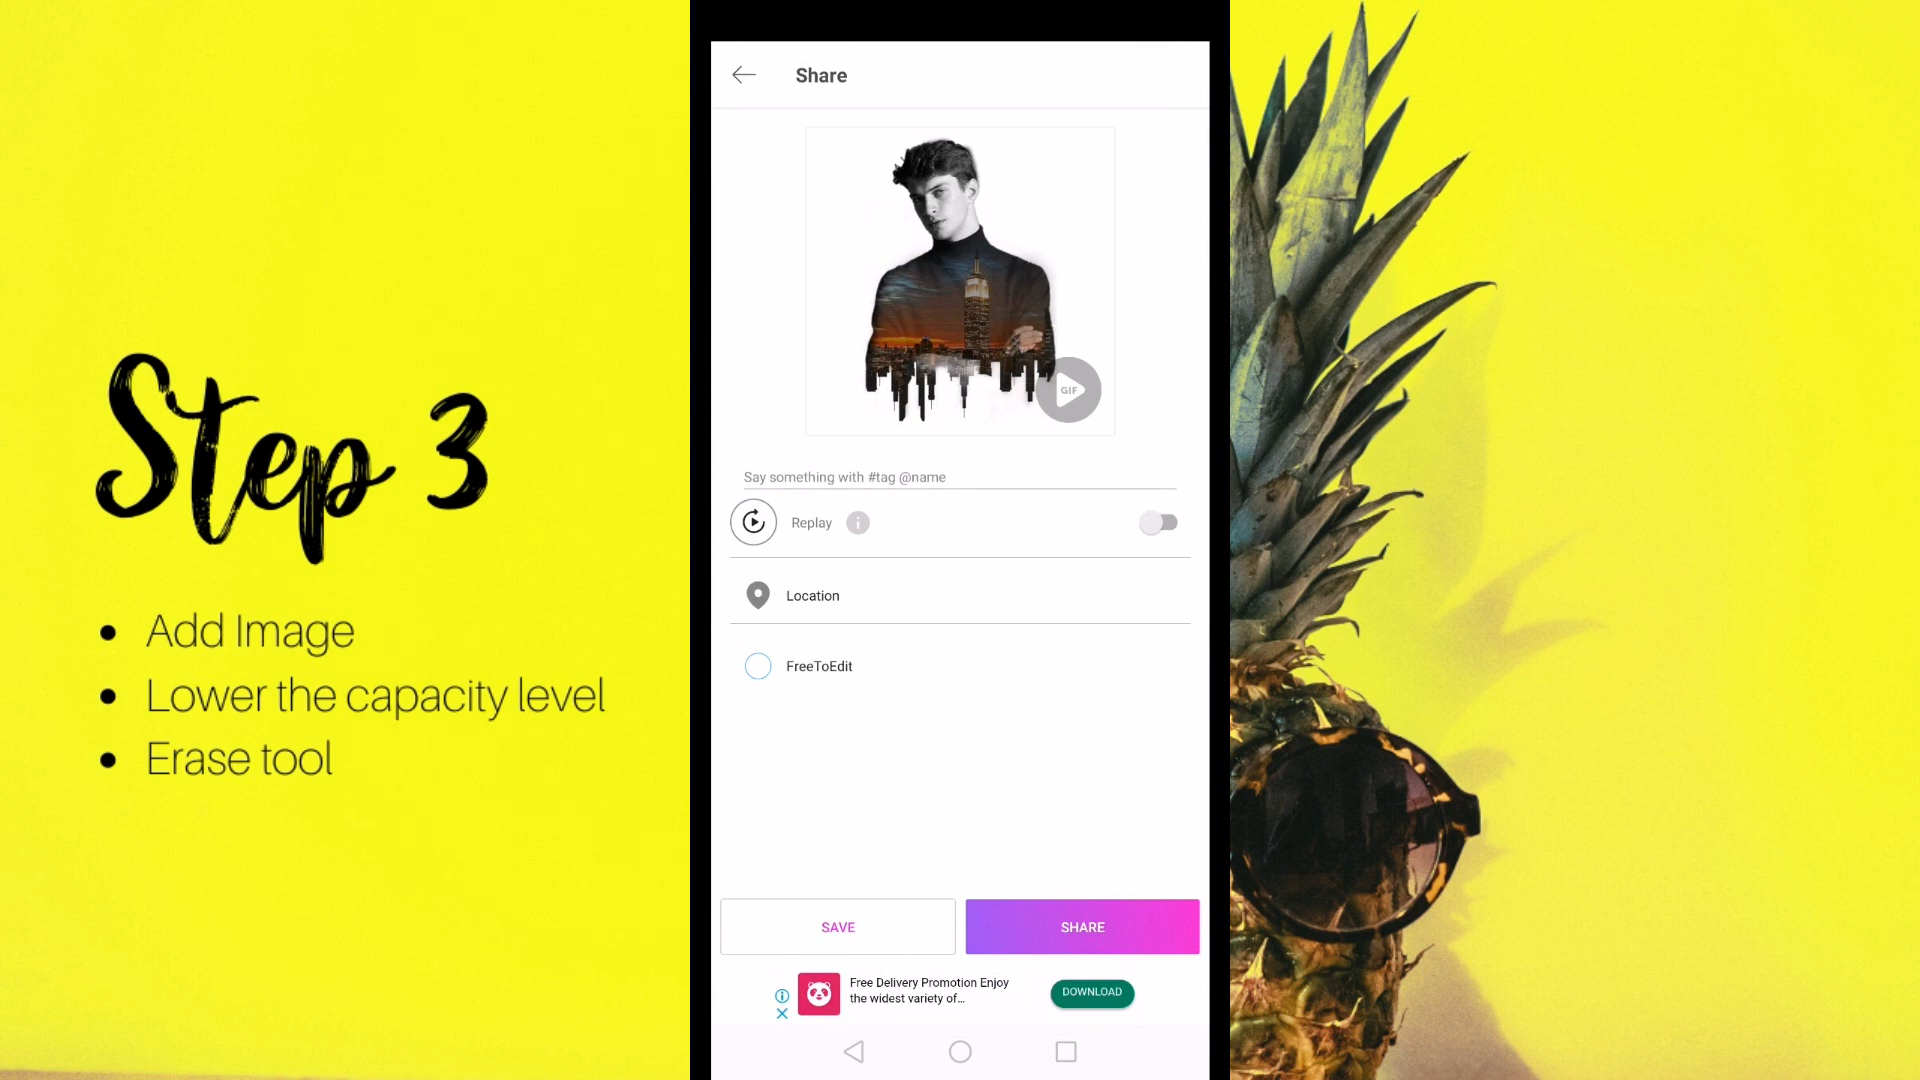 Step 3
Add Image
Lower the capacity level
Erase tool
Share
GIF
Say something with #tag @name
Replay
Location
FreeToEdit
SAVE
SHARE
Free Delivery Promotion Enjoy
the widest variety of...
DOWNLOAD